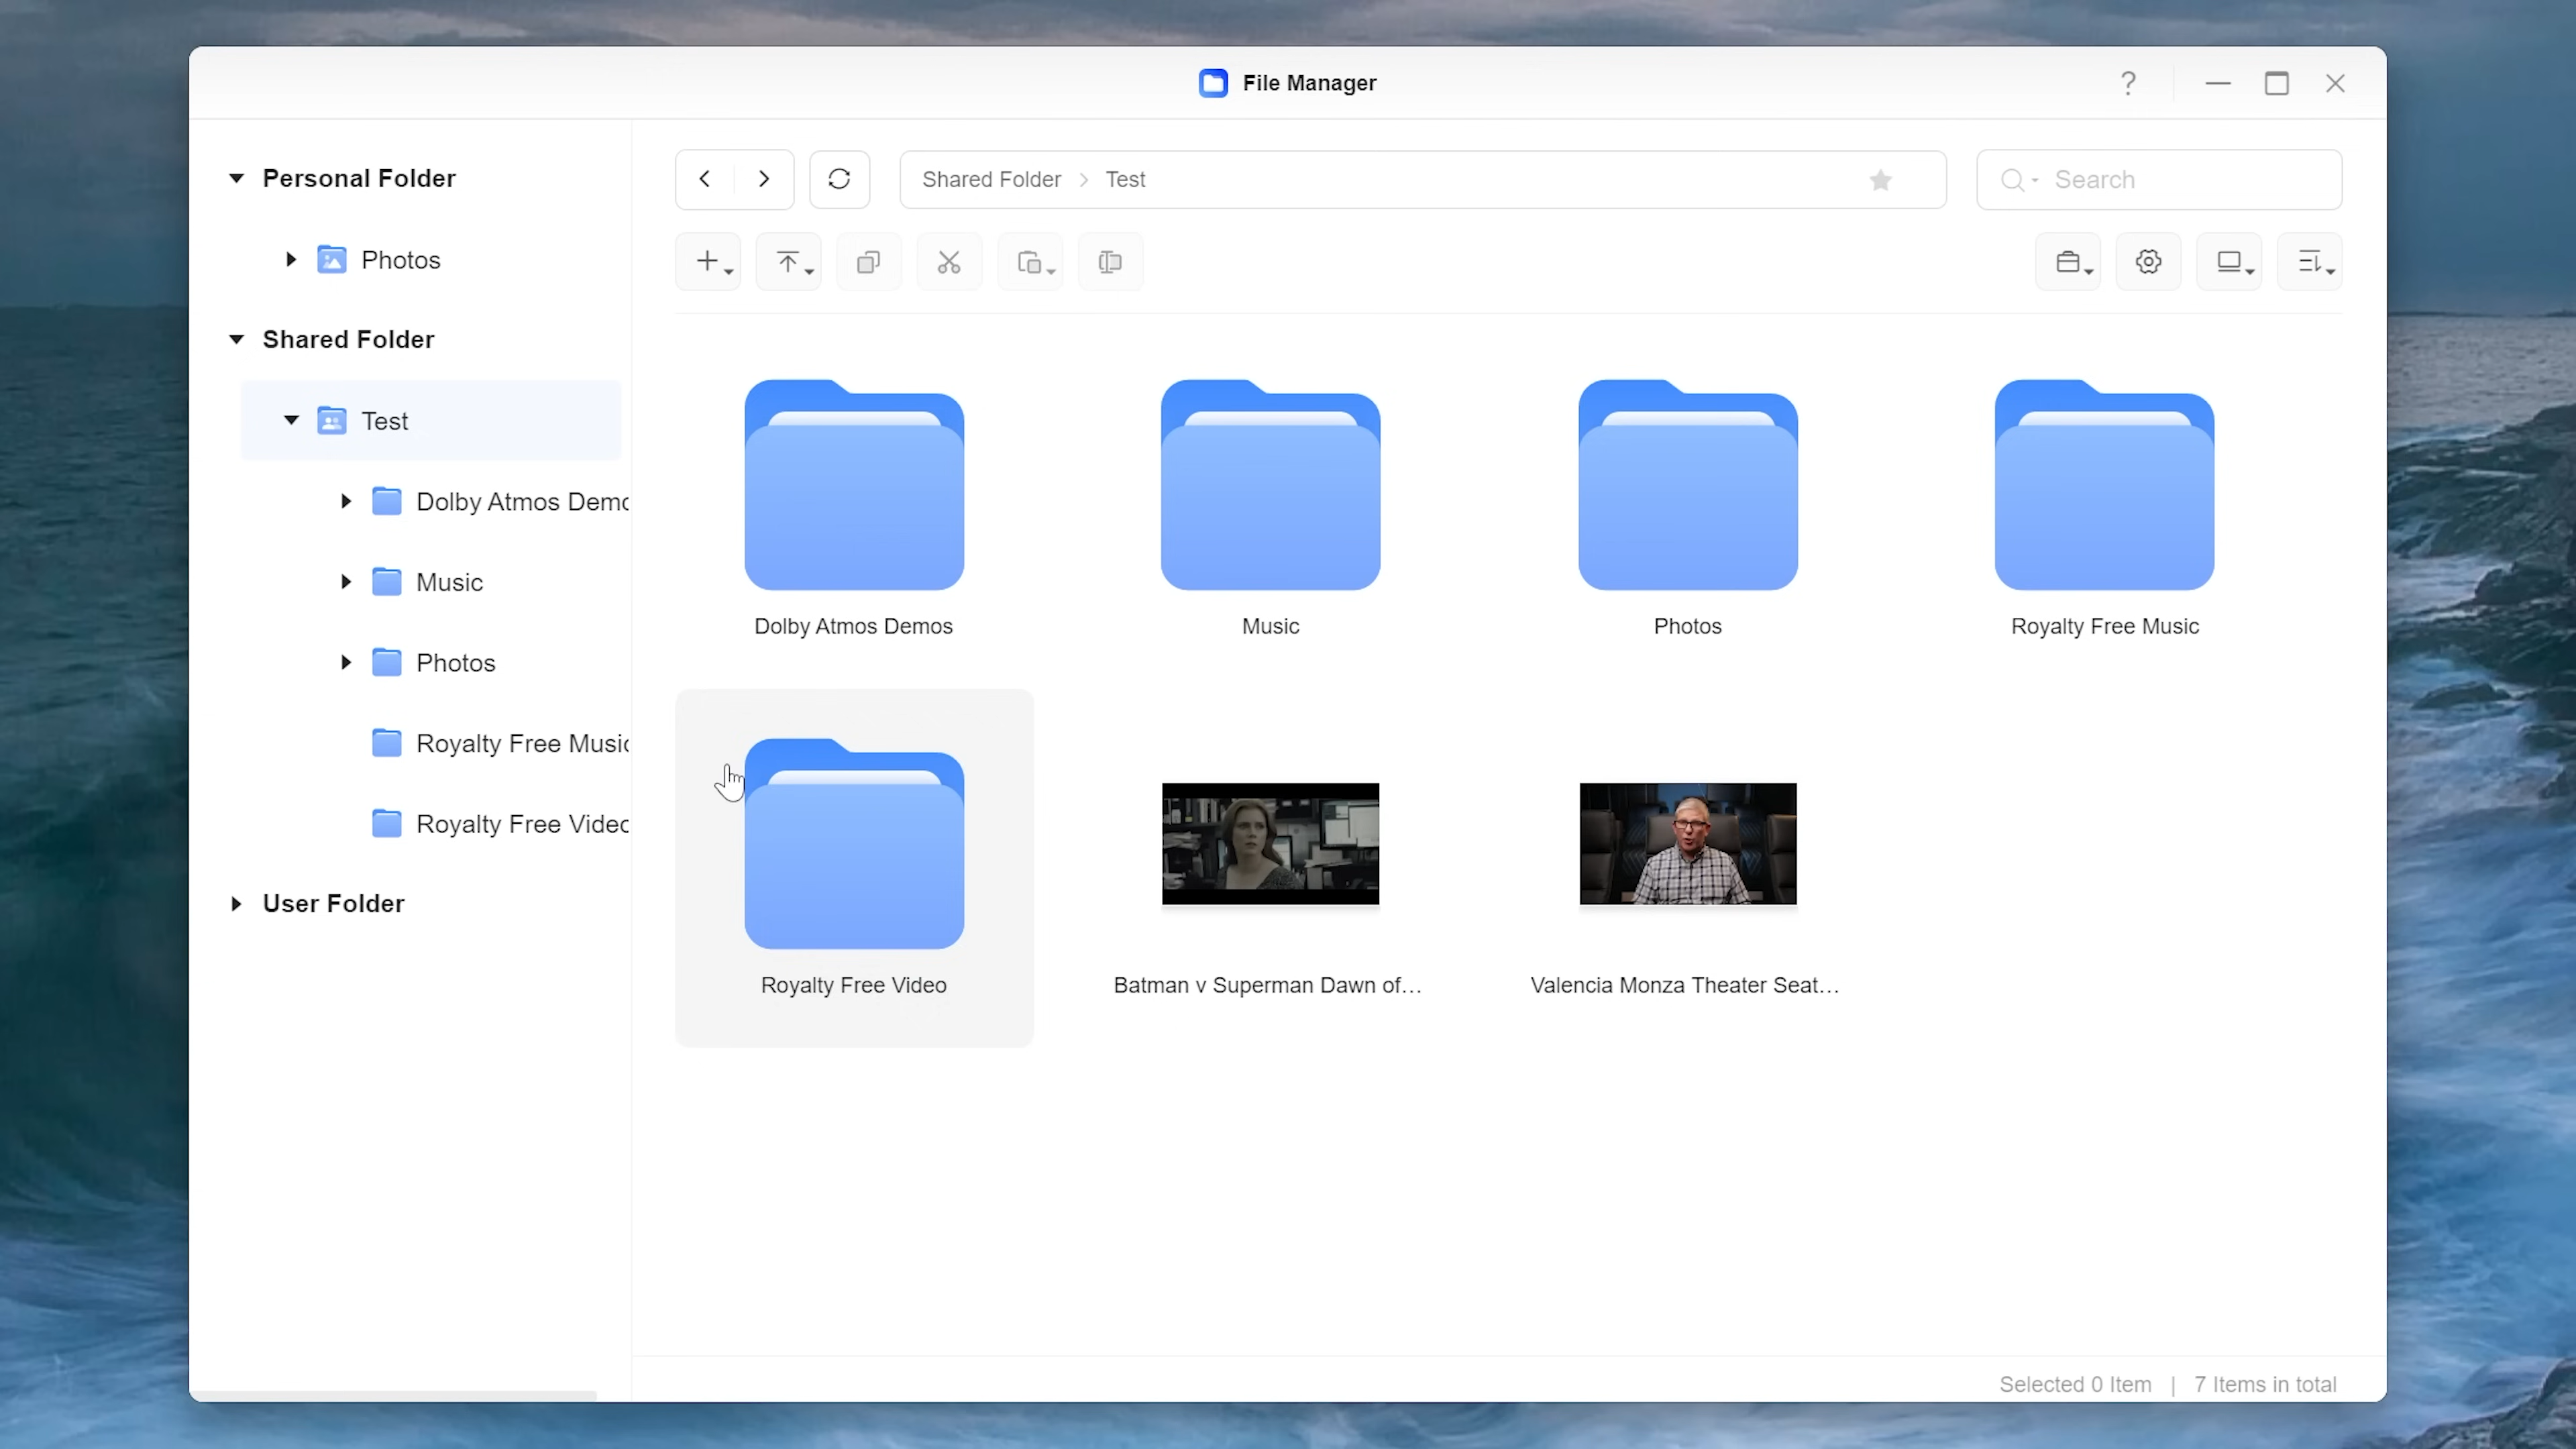 File Manager
?
Personal Folder
Photos
Shared Folder
Test
Dolby Atmos Demo
Music
Photos
Royalty Free Music
Royalty Free Video
User Folder
Shared Folder > Test
Search
Dolby Atmos Demos
Music
Photos
Royalty Free Music
Royalty Free Video
Batman v Superman Dawn of...
Valencia Monza Theater Seat...
Selected 0 Item | 7 Items in total